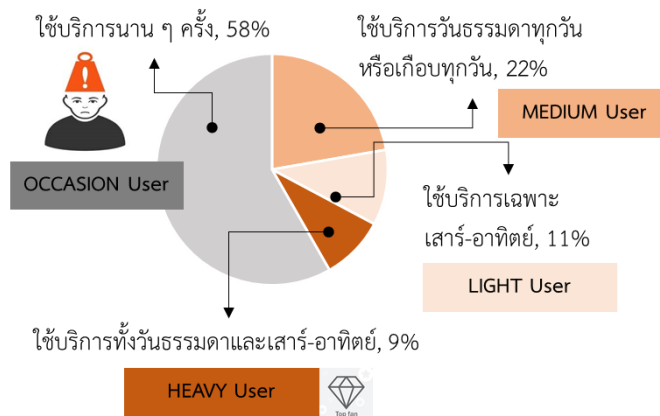 ใช้บริการนาน ๆ ครั้ง, 58%
OCCASION User
ใช้บริการวันธรรมดาทุกวัน
หรือเกือบทุกวัน, 22%
MEDIUM User
ใช้บริการเฉพาะ
เสาร์-อาทิตย์, 11%
LIGHT User
ใช้บริการทั้งวันธรรมดาและเสาร์-อาทิตย์, 9%
HEAVY User
Top fan